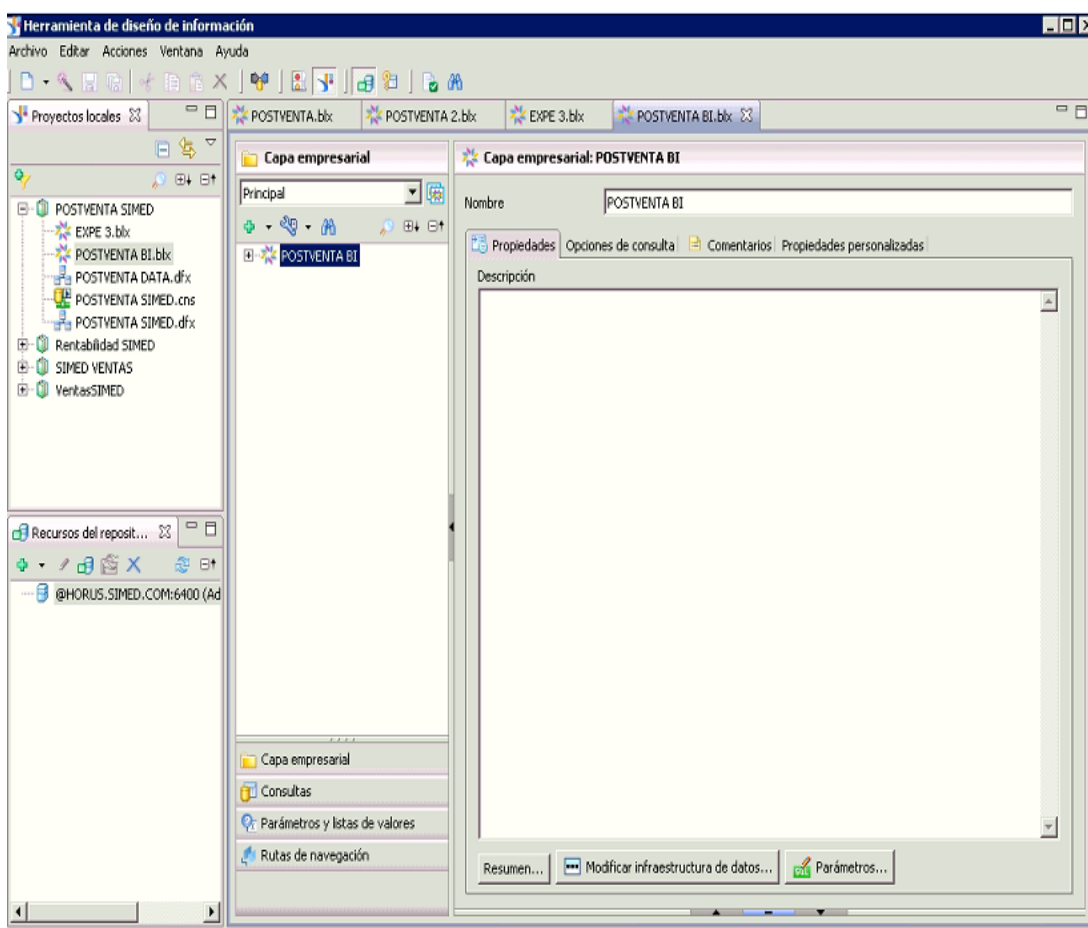 Herramienta de diseño de información
Archivo Editar Acciones Ventana Ayuda
Proyectos locales
POSTVENTA.blx
POSTVENTA 2.blx
EXPE 3.blx
POSTVENTA BI.blx
POSTVENTA SIMED
EXPE 3.blx
POSTVENTA BI.blx
POSTVENTA DATA.dfx
POSTVENTA SIMED.cns
POSTVENTA SIMED.dfx
Rentabilidad SIMED
SIMED VENTAS
VentasSIMED
Recursos del reposit...
@HORUS.SIMED.COM:6400 (Ad
Capa empresarial
Principal
POSTVENTA BI
Capa empresarial
Consultas
Parámetros y listas de valores
Rutas de navegación
Capa empresarial: POSTVENTA BI
Nombre
POSTVENTA BI
Propiedades
Opciones de consulta
Comentarios
Propiedades personalizadas
Descripción
Resumen...
Modificar infraestructura de datos...
Parámetros...